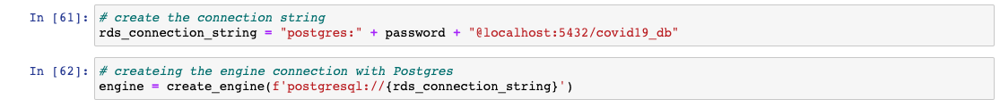 In [61]: # create the connection string
rds_connection_string = "postgres:" + password + "@localhost:5432/covid19_db"
In [62]: # createing the engine connection with Postgres
engine = create_engine(f'postgresql://{rds_connection_string}')